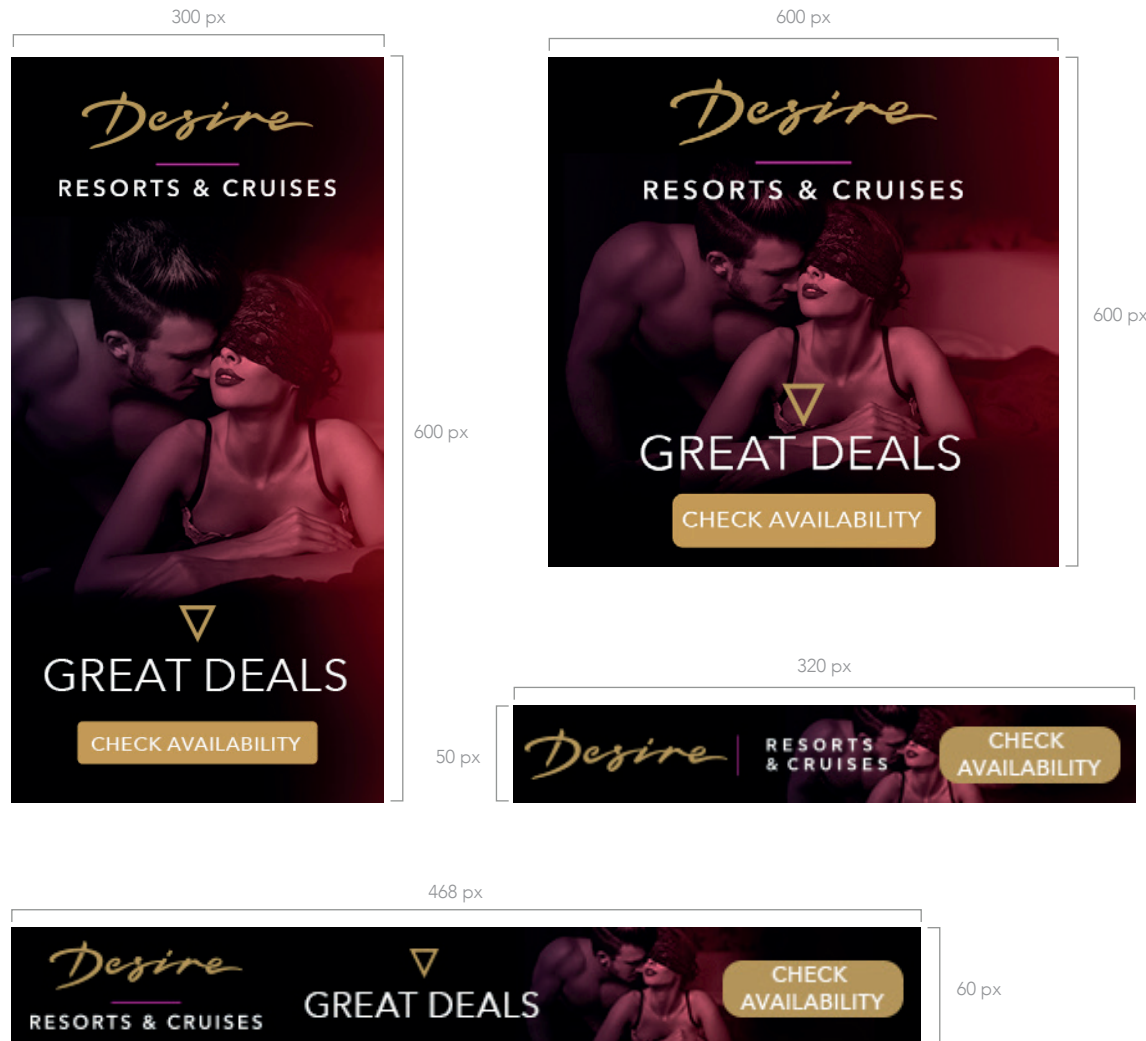 300 px
Desire
RESORTS & CRUISES
600 px
GREAT DEALS
CHECK AVAILABILITY
600 px
Desire
RESORTS & CRUISES
600 px
GREAT DEALS
CHECK AVAILABILITY
320 px
50 px
Desire
RESORTS
& CRUISES
CHECK
AVAILABILITY
468 px
Desire
RESORTS & CRUISES
GREAT DEALS
CHECK
AVAILABILITY
60 px